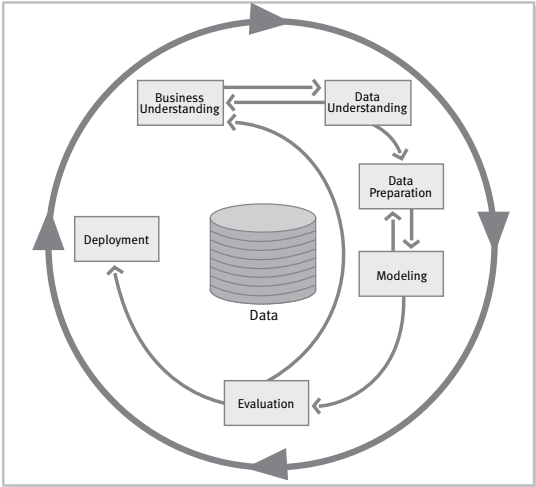 Business
Understanding
Data
Understanding
Data
Preparation
Deployment
Modeling
Data
Evaluation